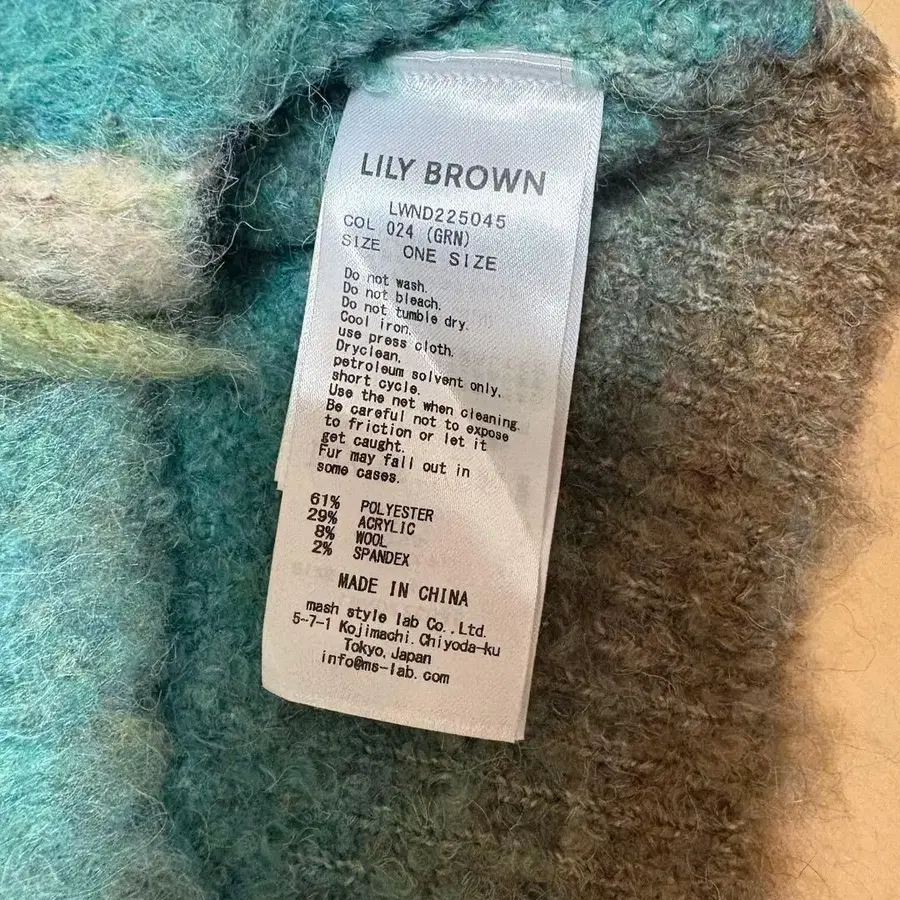 LILY BROWN
LWND225045
COL 024 (GRN)
SIZE ONE SIZE
Do not wash.
Do not bleach.
Do not tumble dry.
Cool iron,
use press cloth.
Dryclean,
petroleum solvent only,
short cycle.
Use the net when cleaning.
Be careful not to expose
to friction or let it
get caught.
Fur may fall out in
some cases.
61% POLYESTER
29% ACRYLIC
8% WOOL
2% SPANDEX
MADE IN CHINA
mash style lab Co.,Ltd.
5-7-1 Kojimachi.Chiyoda-ku
Tokyo,Japan
info@ms-lab.com